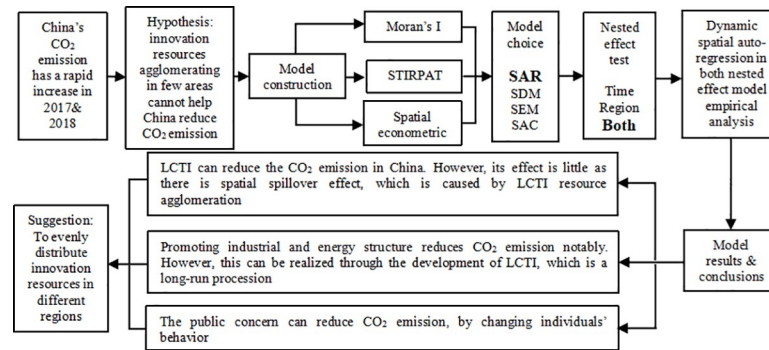 China's
CO₂
emission
has a rapid
increase in
2017&
2018
Hypothesis:
innovation
resources
agglomerating
in few areas
cannot help
China reduce
CO₂ emission
Model
construction
Moran's I
STIRPAT
Spatial
econometric
Model
choice
SAR
SDM
SEM
SAC
Nested
effect
test
Time
Region
Both
Dynamic
spatial auto-
regression in
both nested
effect model
empirical
analysis
Model
results &
conclusions
LCTI can reduce the CO₂ emission in China. However, its effect is little as
there is spatial spillover effect, which is caused by LCTI resource
agglomeration
Promoting industrial and energy structure reduces CO₂ emission notably.
However, this can be realized through the development of LCTI, which is a
long-run procession
The public concern can reduce CO₂ emission, by changing individuals'
behavior
Suggestion:
To evenly
distribute
innovation
resources in
different
regions